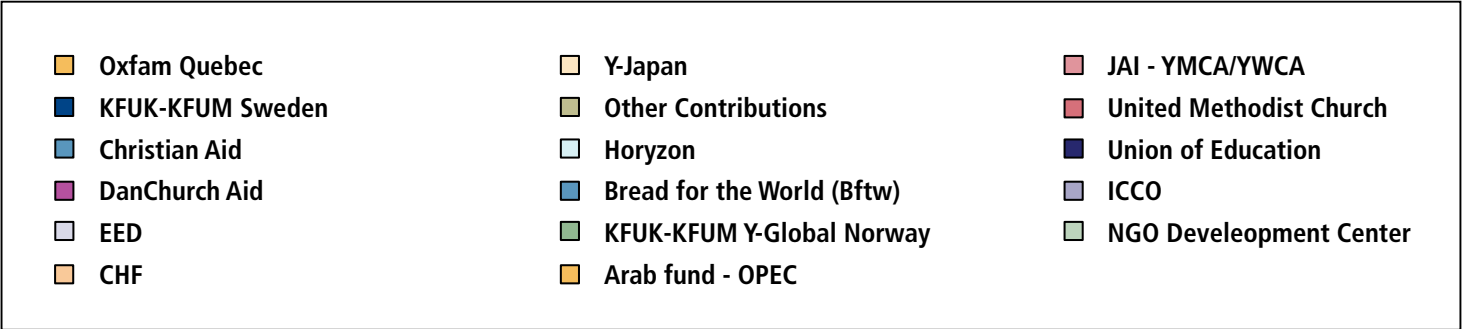 Oxfam Quebec
KFUK-KFUM Sweden
Christian Aid
DanChurch Aid
EED
CHF
Y-Japan
Other Contributions
Horyzon
Bread for the World (Bftw)
KFUK-KFUM Y-Global Norway
Arab fund - OPEC
JAI - YMCA/YWCA
United Methodist Church
Union of Education
ICCO
NGO Develeopment Center